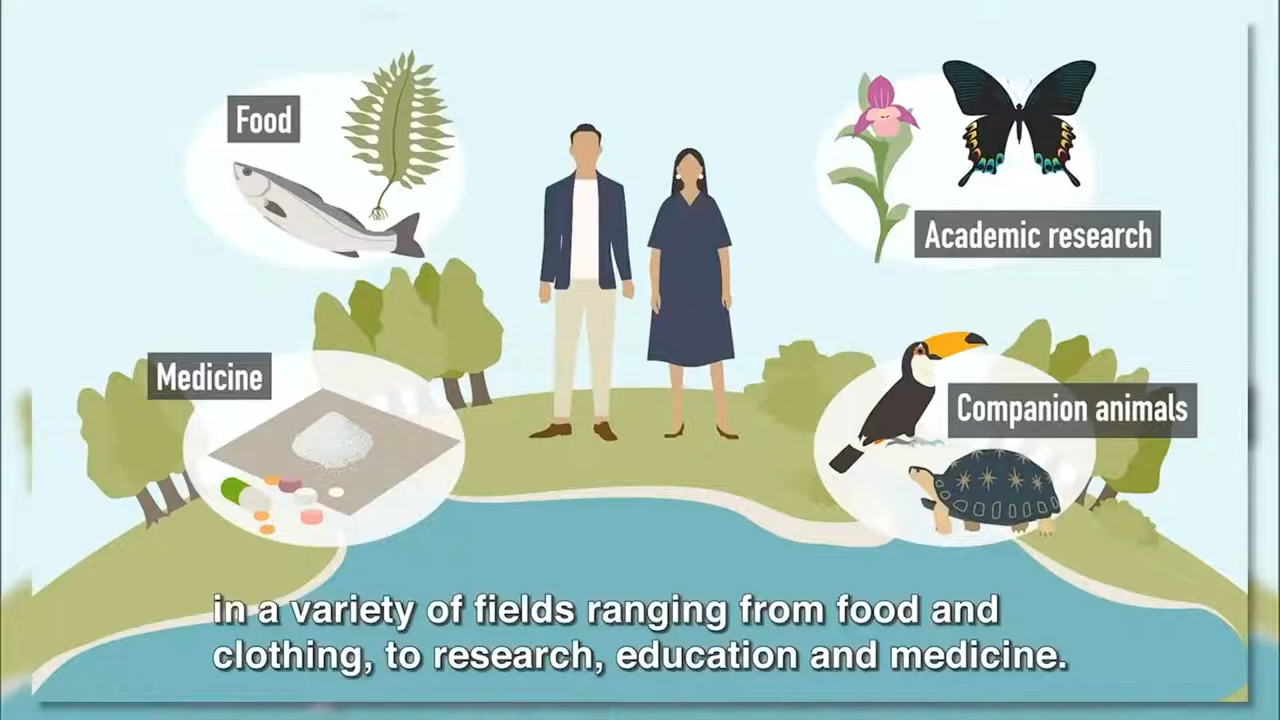 Food
Academic research
Medicine
Companion animals
in a variety of fields ranging from food and
clothing, to research, education and medicine.